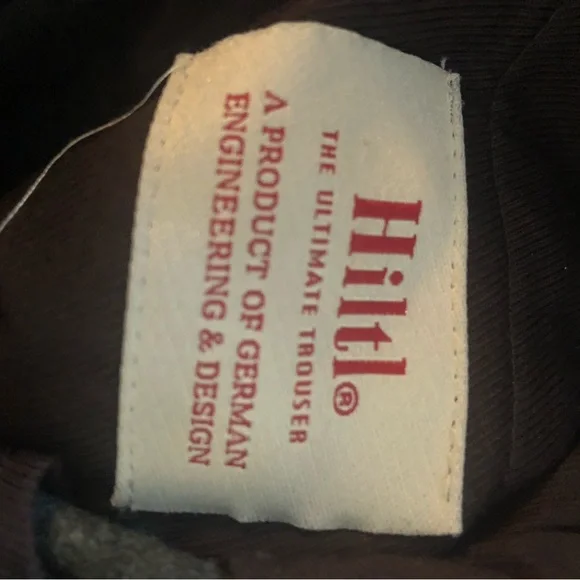 Hiltl®
THE ULTIMATE TROUSER
A PRODUCT OF GERMAN
ENGINEERING & DESIGN